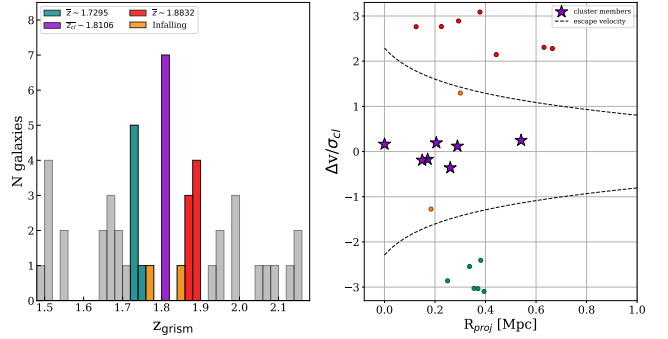 z̅ ~ 1.7295
z̅_cl ~ 1.8106
z̅ ~ 1.8832
Infalling
N galaxies
8
7
6
5
4
3
2
1
0
1.5 1.6 1.7 1.8 1.9 2.0 2.1
z_grism
cluster members
escape velocity
Δv/σ_cl
3
2
1
0
−1
−2
−3
0.0 0.2 0.4 0.6 0.8 1.0
R_proj [Mpc]